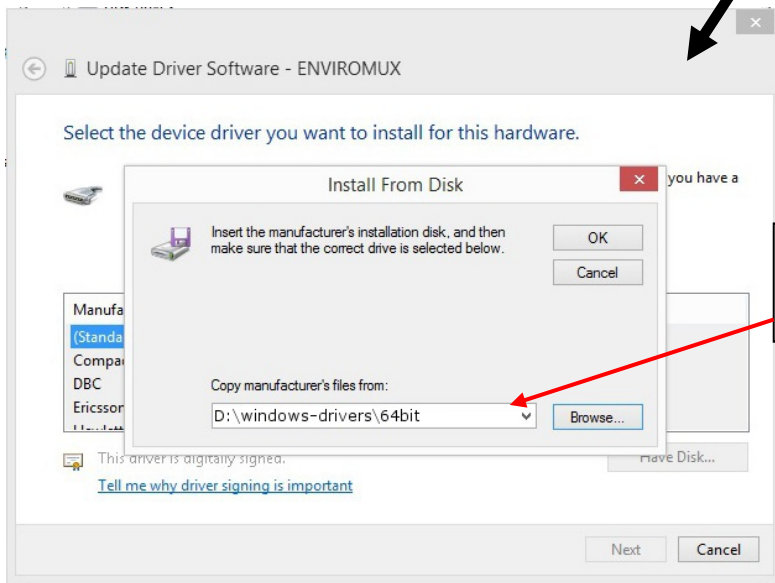 Update Driver Software - ENVIROMUX
Select the device driver you want to install for this hardware.
you have a
Install From Disk
Insert the manufacturer's installation disk, and then
make sure that the correct drive is selected below.
OK
Cancel
Manufa
(Standa
Compa
DBC
Ericsson
Copy manufacturer's files from:
D:\windows-drivers\64bit
Browse...
This driver is digitally signed.
Have Disk...
Tell me why driver signing is important
Next
Cancel